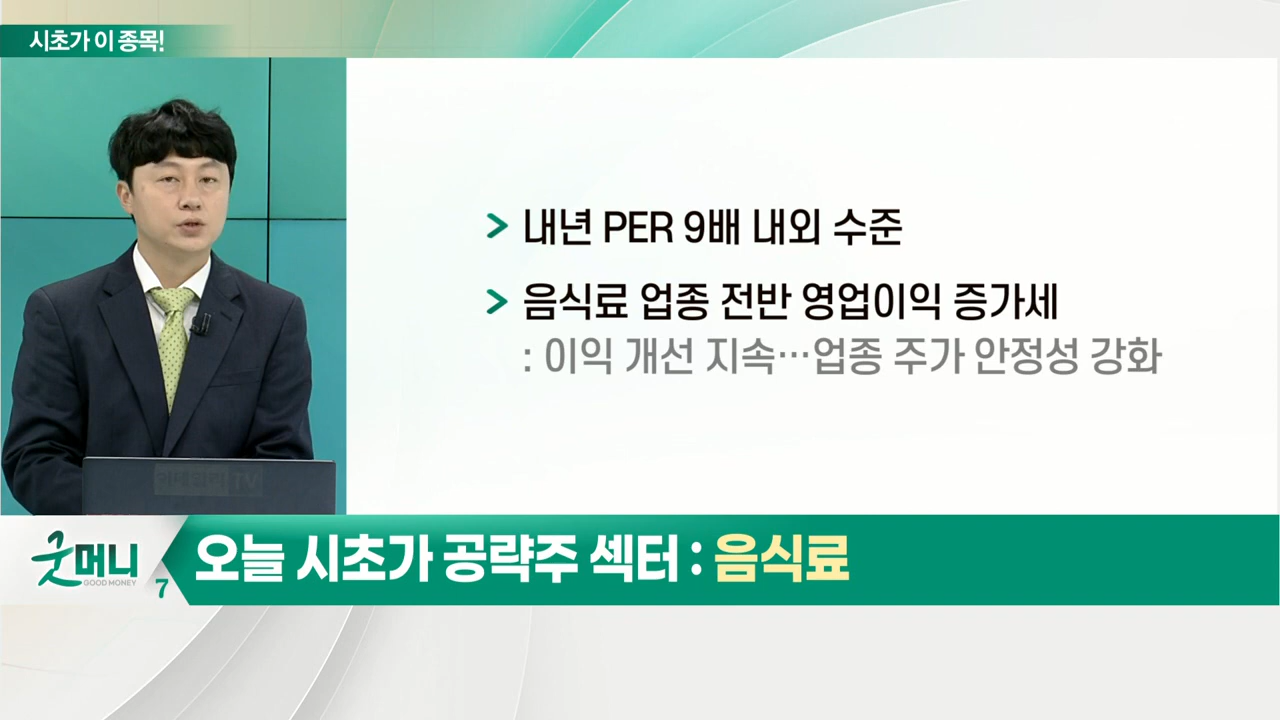 시초가 이 종목!
> 내년 PER 9배 내외 수준
> 음식료 업종 전반 영업이익 증가세
: 이익 개선 지속…업종 주가 안정성 강화
굿머니
GOOD MONEY
7
오늘 시초가 공략주 섹터 : 음식료